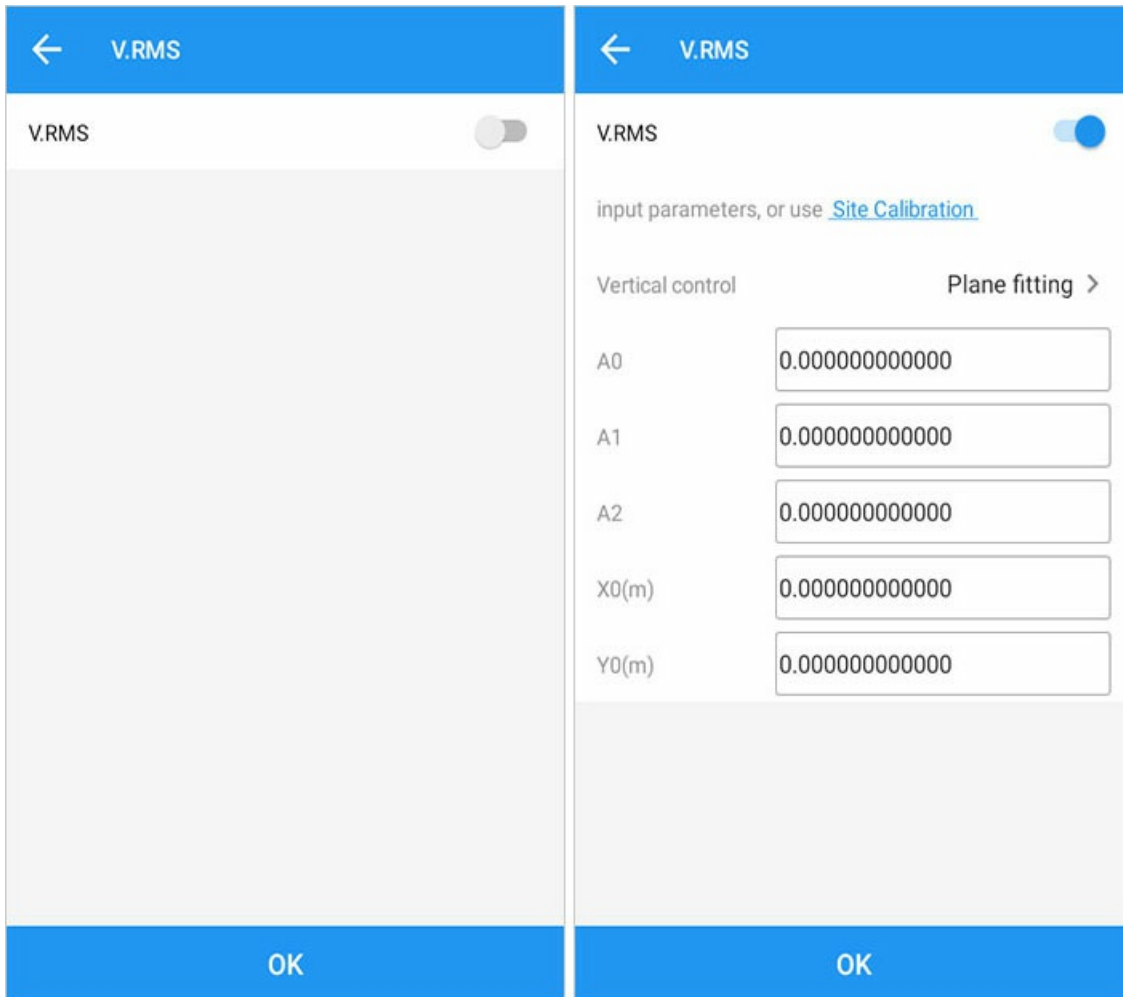 V.RMS
V.RMS
OK
V.RMS
V.RMS
input parameters, or use Site Calibration
Vertical control Plane fitting >
A0 0.000000000000
A1 0.000000000000
A2 0.000000000000
X0(m) 0.000000000000
Y0(m) 0.000000000000
OK